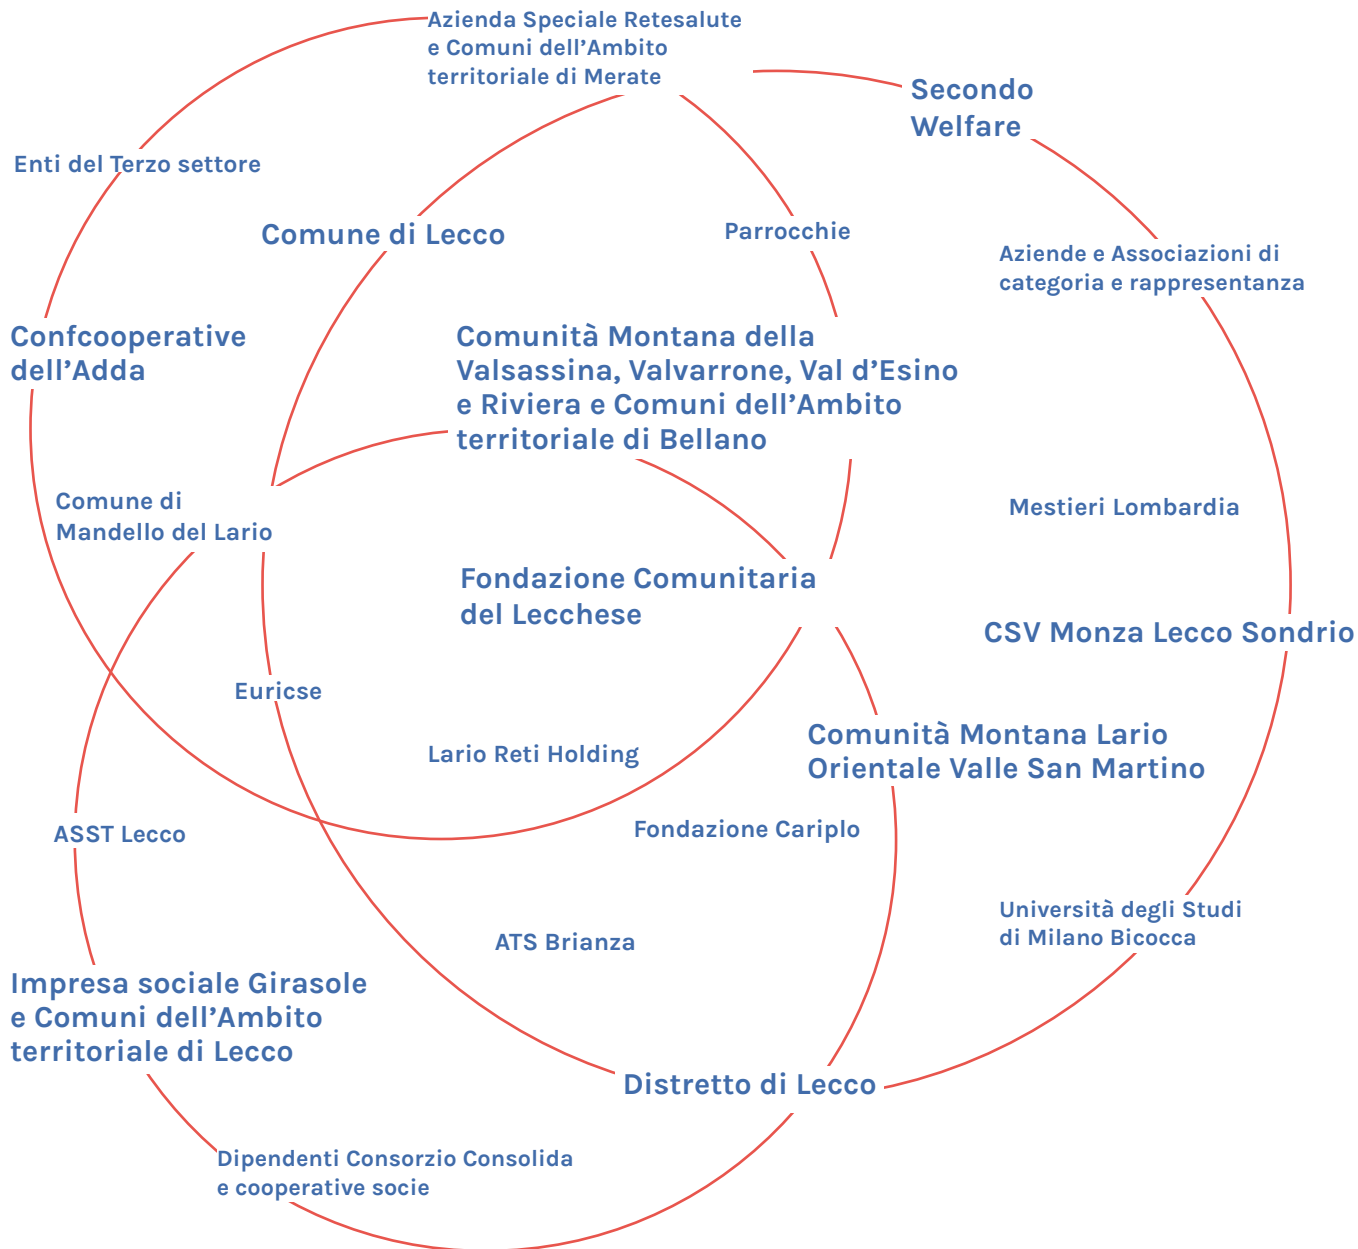 Azienda Speciale Retesalute
e Comuni dell’Ambito
territoriale di Merate
Secondo
Welfare
Enti del Terzo settore
Comune di Lecco
Parrocchie
Aziende e Associazioni di
categoria e rappresentanza
Confcooperative
dell’Adda
Comunità Montana della
Valsassina, Valvarrone, Val d’Esino
e Riviera e Comuni dell’Ambito
territoriale di Bellano
Comune di
Mandello del Lario
Mestieri Lombardia
Fondazione Comunitaria
del Lecchese
CSV Monza Lecco Sondrio
Euricse
Lario Reti Holding
Comunità Montana Lario
Orientale Valle San Martino
ASST Lecco
Fondazione Cariplo
Università degli Studi
di Milano Bicocca
ATS Brianza
Impresa sociale Girasole
e Comuni dell’Ambito
territoriale di Lecco
Distretto di Lecco
Dipendenti Consorzio Consolida
e cooperative socie